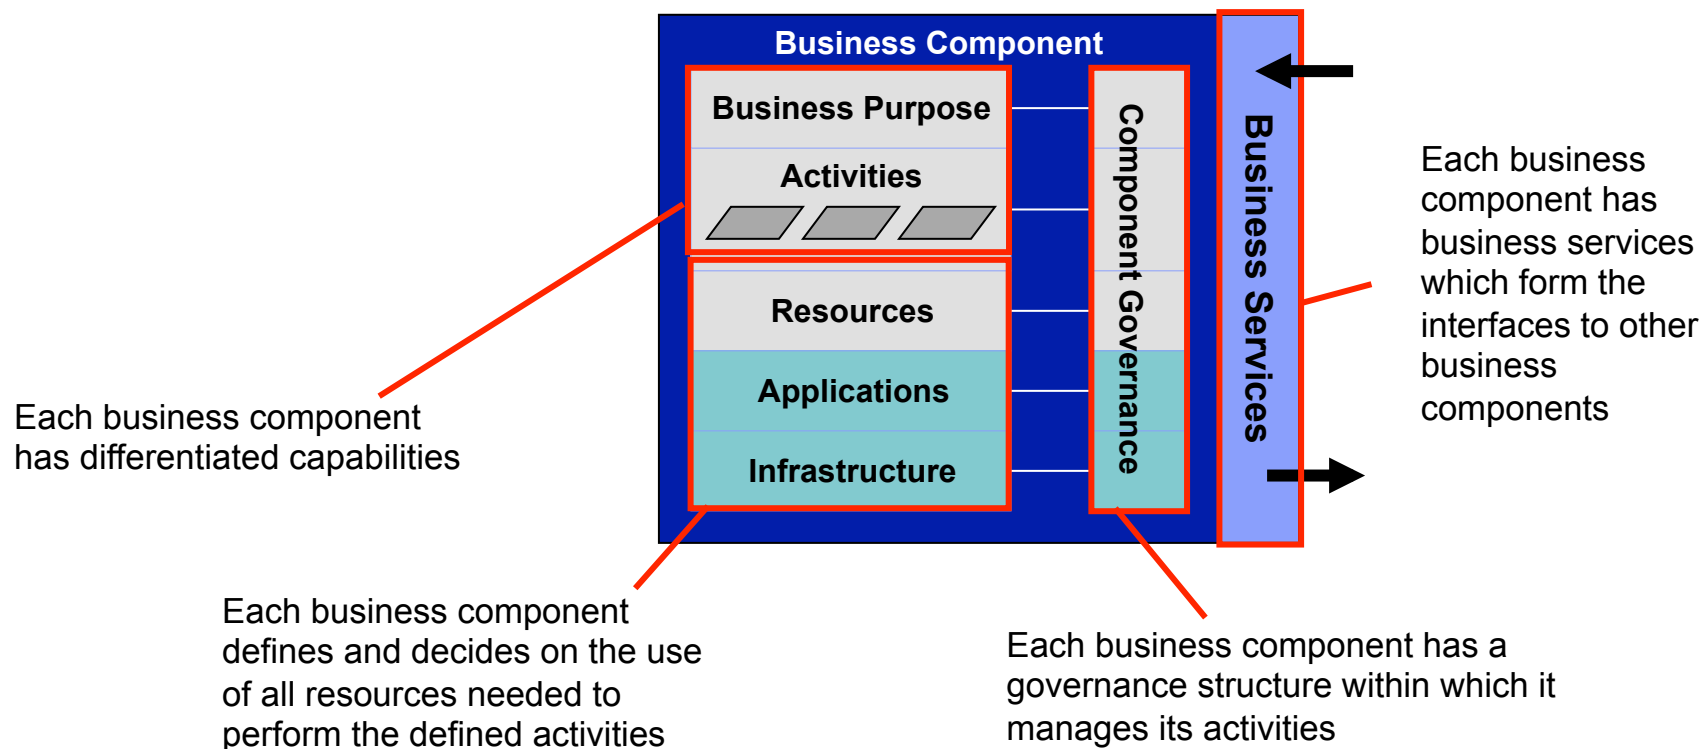 Business Component
Business Purpose
Activities
Resources
Applications
Infrastructure
Component Governance
Business Services
Each business
component has
business services
which form the
interfaces to other
business
components
Each business component
has differentiated capabilities
Each business component
defines and decides on the use
of all resources needed to
perform the defined activities
Each business component has a
governance structure within which it
manages its activities